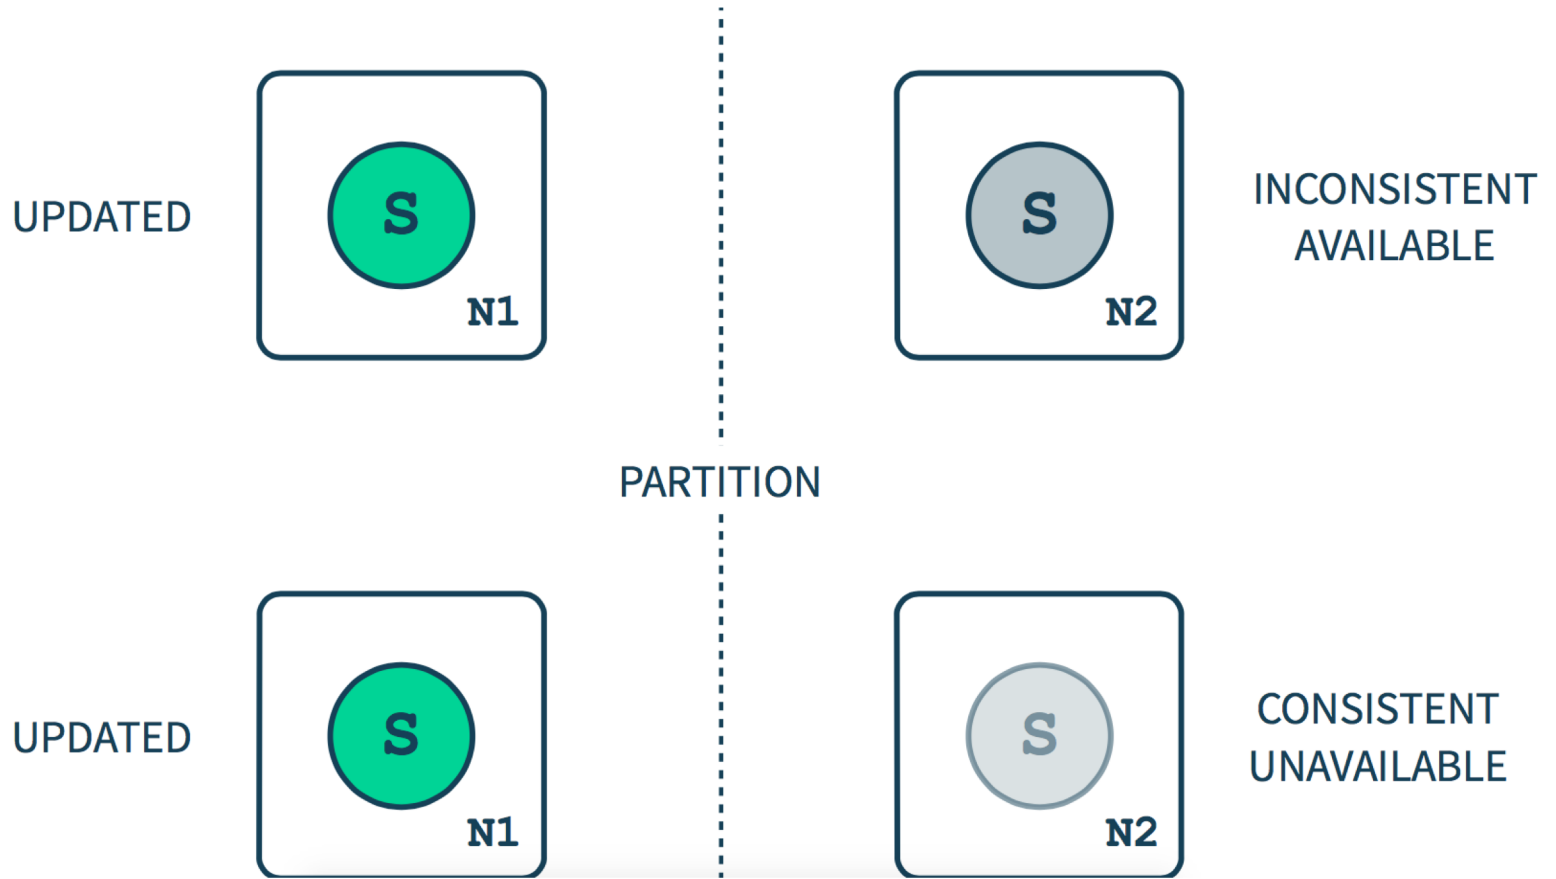 UPDATED
S
N1
S
N2
INCONSISTENT
AVAILABLE
PARTITION
UPDATED
S
N1
S
N2
CONSISTENT
UNAVAILABLE